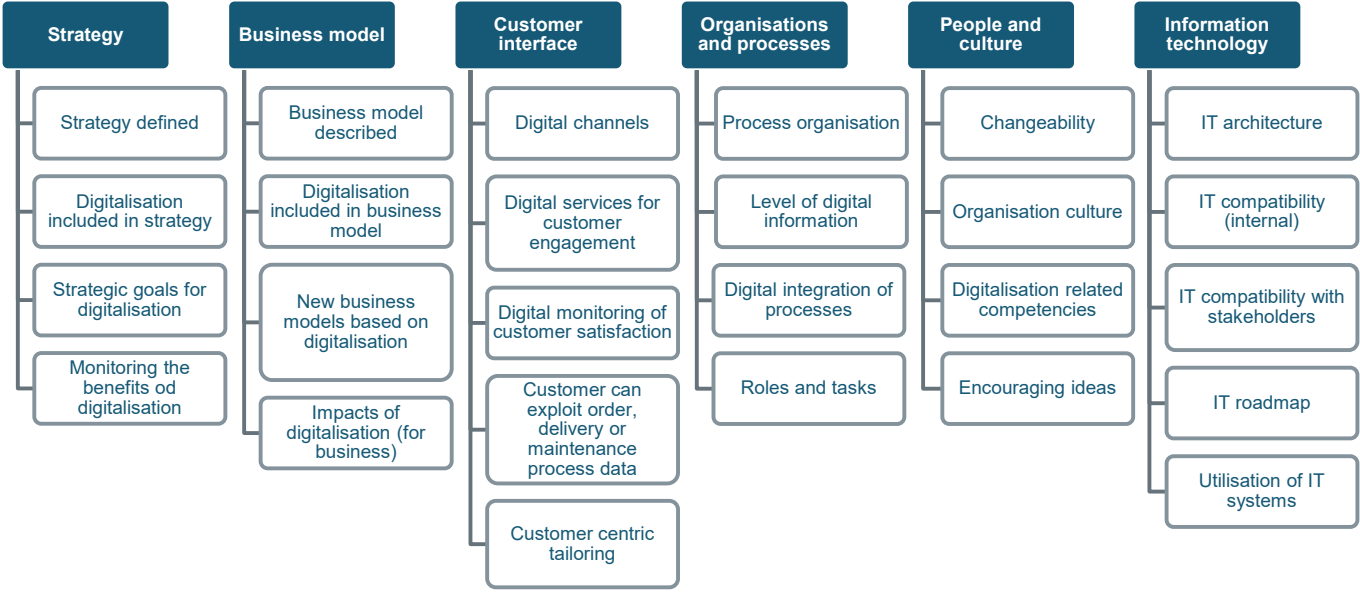 Strategy
Strategy defined
Digitalisation
included in strategy
Strategic goals for
digitalisation
Monitoring the
benefits od
digitalisation
Business model
Business model
described
Digitalisation
included in business
model
New business
models based on
digitalisation
Impacts of
digitalisation (for
business)
Customer
interface
Digital channels
Digital services for
customer
engagement
Digital monitoring of
customer satisfaction
Customer can
exploit order,
delivery or
maintenance
process data
Customer centric
tailoring
Organisations
and processes
Process organisation
Level of digital
information
Digital integration of
processes
Roles and tasks
People and
culture
Changeability
Organisation culture
Digitalisation related
competencies
Encouraging ideas
Information
technology
IT architecture
IT compatibility
(internal)
IT compatibility with
stakeholders
IT roadmap
Utilisation of IT
systems